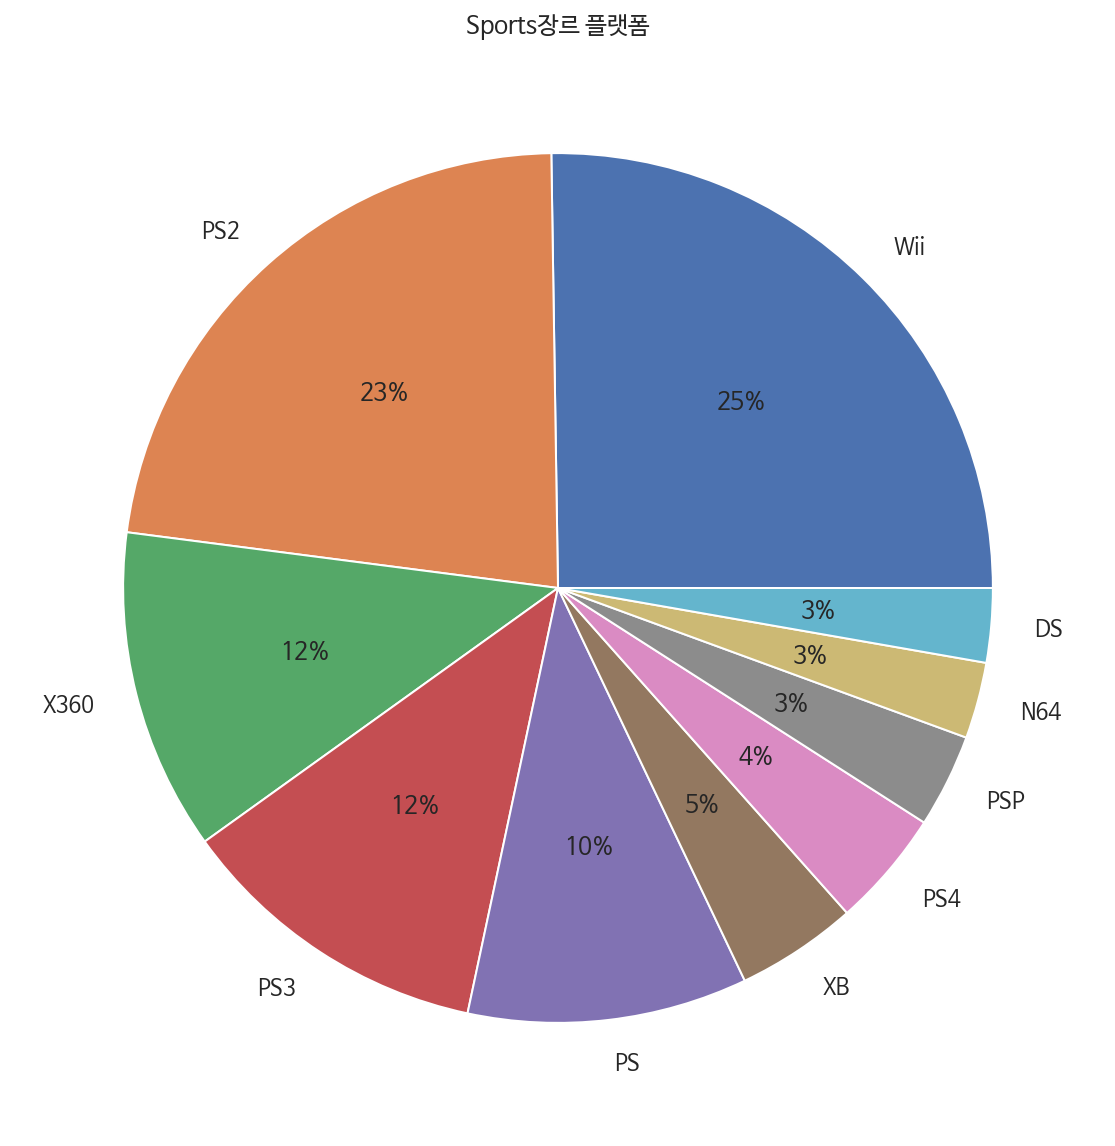 Sports장르 플랫폼
PS2
Wii
23%
25%
DS
3%
3%
N64
3%
12%
X360
4%
PSP
12%
5%
10%
PS4
PS3
XB
PS